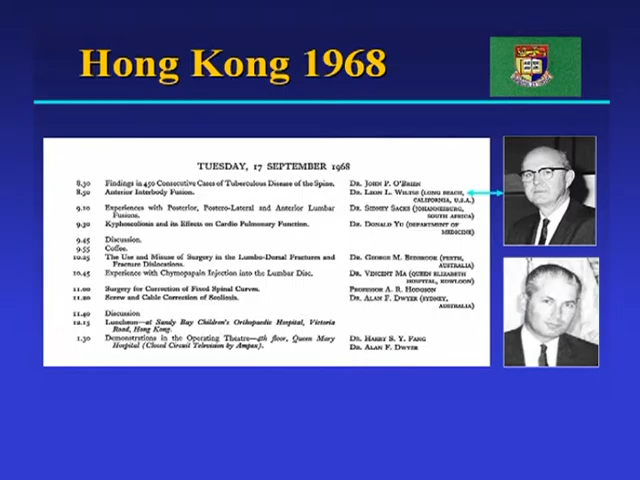 Hong Kong 1968
TUESDAY, 17 SEPTEMBER 1968
8.30 Findings in 450 Consecutive Cases of Tuberculous Disease of the Spine. DR. JOHN P. O'BRIEN
8.50 Anterior Interbody Fusion. DR. LEON L. WILTSE (LONG BEACH,
CALIFORNIA, U.S.A.)
9.10 Experiences with Posterior, Postero-Lateral and Anterior Lumbar DR. SIDNEY SACKS (JOHANNESBURG,
Fusions. SOUTH AFRICA)
9.30 Kyphoscoliosis and its Effects on Cardio Pulmonary Function. DR. DONALD YU (DEPARTMENT OF
MEDICINE)
9.45 Discussion.
9.55 Coffee.
10.25 The Use and Misuse of Surgery in the Lumbo-Dorsal Fractures and DR. GEORGE M. BEDBROOK (PERTH,
Fracture Dislocations. AUSTRALIA)
10.45 Experience with Chymopapain Injection into the Lumbar Disc. DR. VINCENT MA (QUEEN ELIZABETH
HOSPITAL, KOWLOON)
11.00 Surgery for Correction of Fixed Spinal Curves. PROFESSOR A. R. HODGSON
11.20 Screw and Cable Correction of Scoliosis. DR. ALAN F. DWYER (SYDNEY,
AUSTRALIA)
11.40 Discussion
12.15 Luncheon—at Sandy Bay Children's Orthopaedic Hospital, Victoria
Road, Hong Kong.
1.30 Demonstrations in the Operating Theatre—4th floor, Queen Mary DR. HARRY S. Y. FANG
Hospital (Closed Circuit Television by Ampex). DR. ALAN F. DWYER